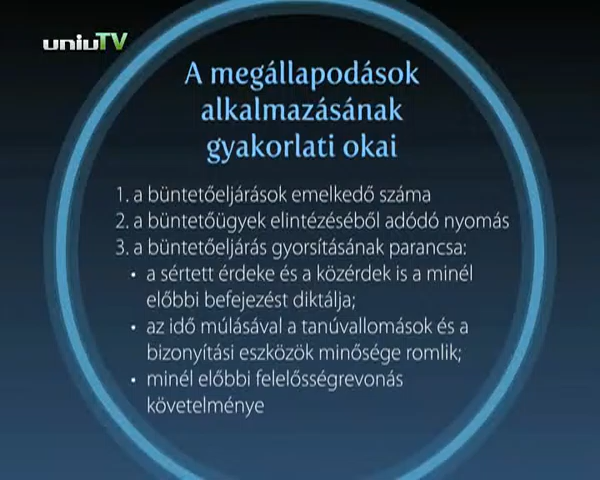 uniuTV
A megállapodások
alkalmazásának
gyakorlati okai
1. a büntetőeljárások emelkedő száma
2. a büntetőügyek elintézéséből adódó nyomás
3. a büntetőeljárás gyorsításának parancsa:
• a sértett érdeke és a közérdek is a minél
előbbi befejezést diktálja;
• az idő múlásával a tanúvallomások és a
bizonyítási eszközök minősége romlik;
• minél előbbi felelősségrevonás
követelménye